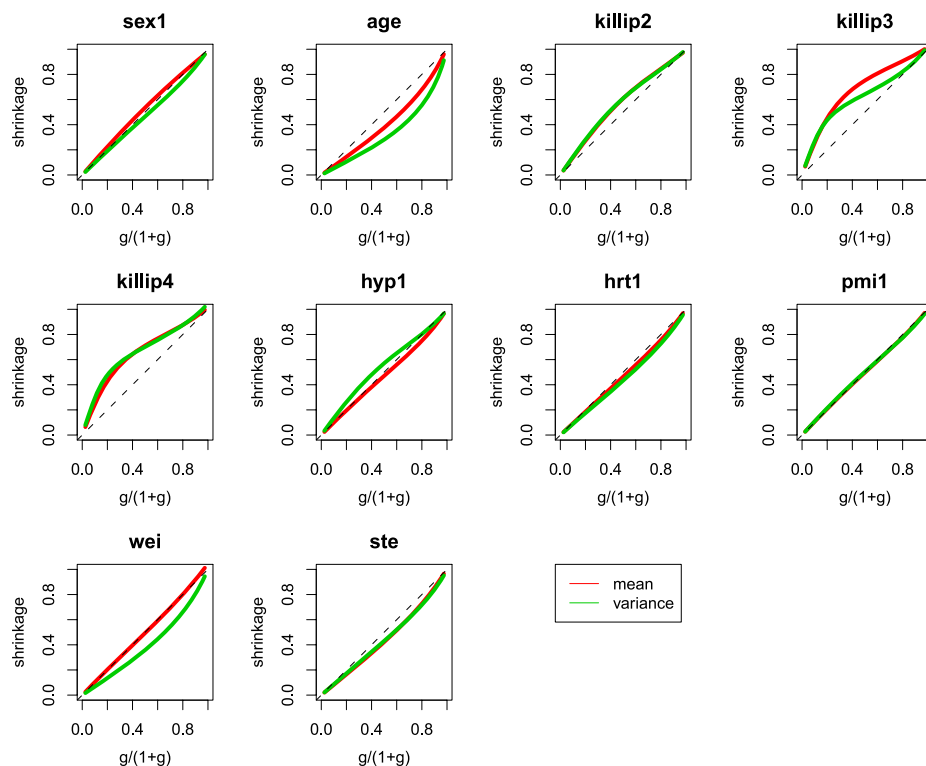 sex1 age killip2 killip3
shrinkage 0.0 0.4 0.8 shrinkage 0.0 0.4 0.8 shrinkage 0.0 0.4 0.8 shrinkage 0.0 0.4 0.8
0.0 0.4 0.8 0.0 0.4 0.8 0.0 0.4 0.8 0.0 0.4 0.8
g/(1+g) g/(1+g) g/(1+g) g/(1+g)
killip4 hyp1 hrt1 pmi1
shrinkage 0.0 0.4 0.8 shrinkage 0.0 0.4 0.8 shrinkage 0.0 0.4 0.8 shrinkage 0.0 0.4 0.8
0.0 0.4 0.8 0.0 0.4 0.8 0.0 0.4 0.8 0.0 0.4 0.8
g/(1+g) g/(1+g) g/(1+g) g/(1+g)
wei ste
shrinkage 0.0 0.4 0.8 shrinkage 0.0 0.4 0.8
mean
variance
0.0 0.4 0.8 0.0 0.4 0.8
g/(1+g) g/(1+g)